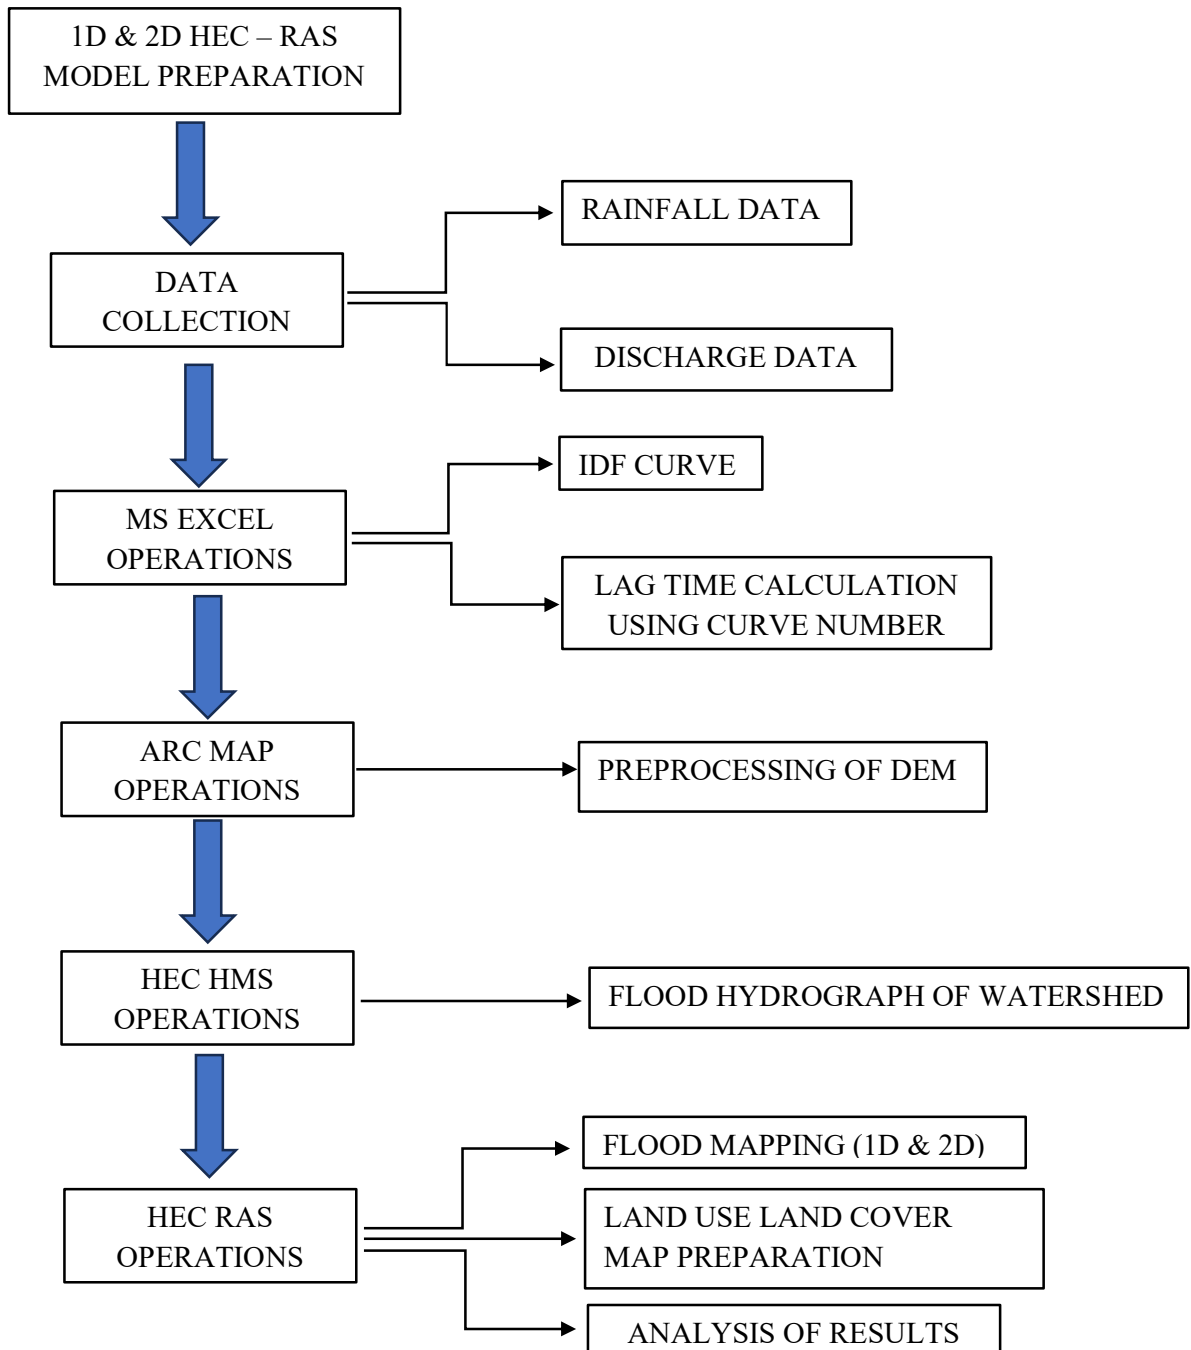 1D & 2D HEC – RAS
MODEL PREPARATION
RAINFALL DATA
DATA
COLLECTION
DISCHARGE DATA
IDF CURVE
MS EXCEL
OPERATIONS
LAG TIME CALCULATION
USING CURVE NUMBER
ARC MAP
OPERATIONS
PREPROCESSING OF DEM
HEC HMS
OPERATIONS
FLOOD HYDROGRAPH OF WATERSHED
FLOOD MAPPING (1D & 2D)
HEC RAS
OPERATIONS
LAND USE LAND COVER
MAP PREPARATION
ANALYSIS OF RESULTS